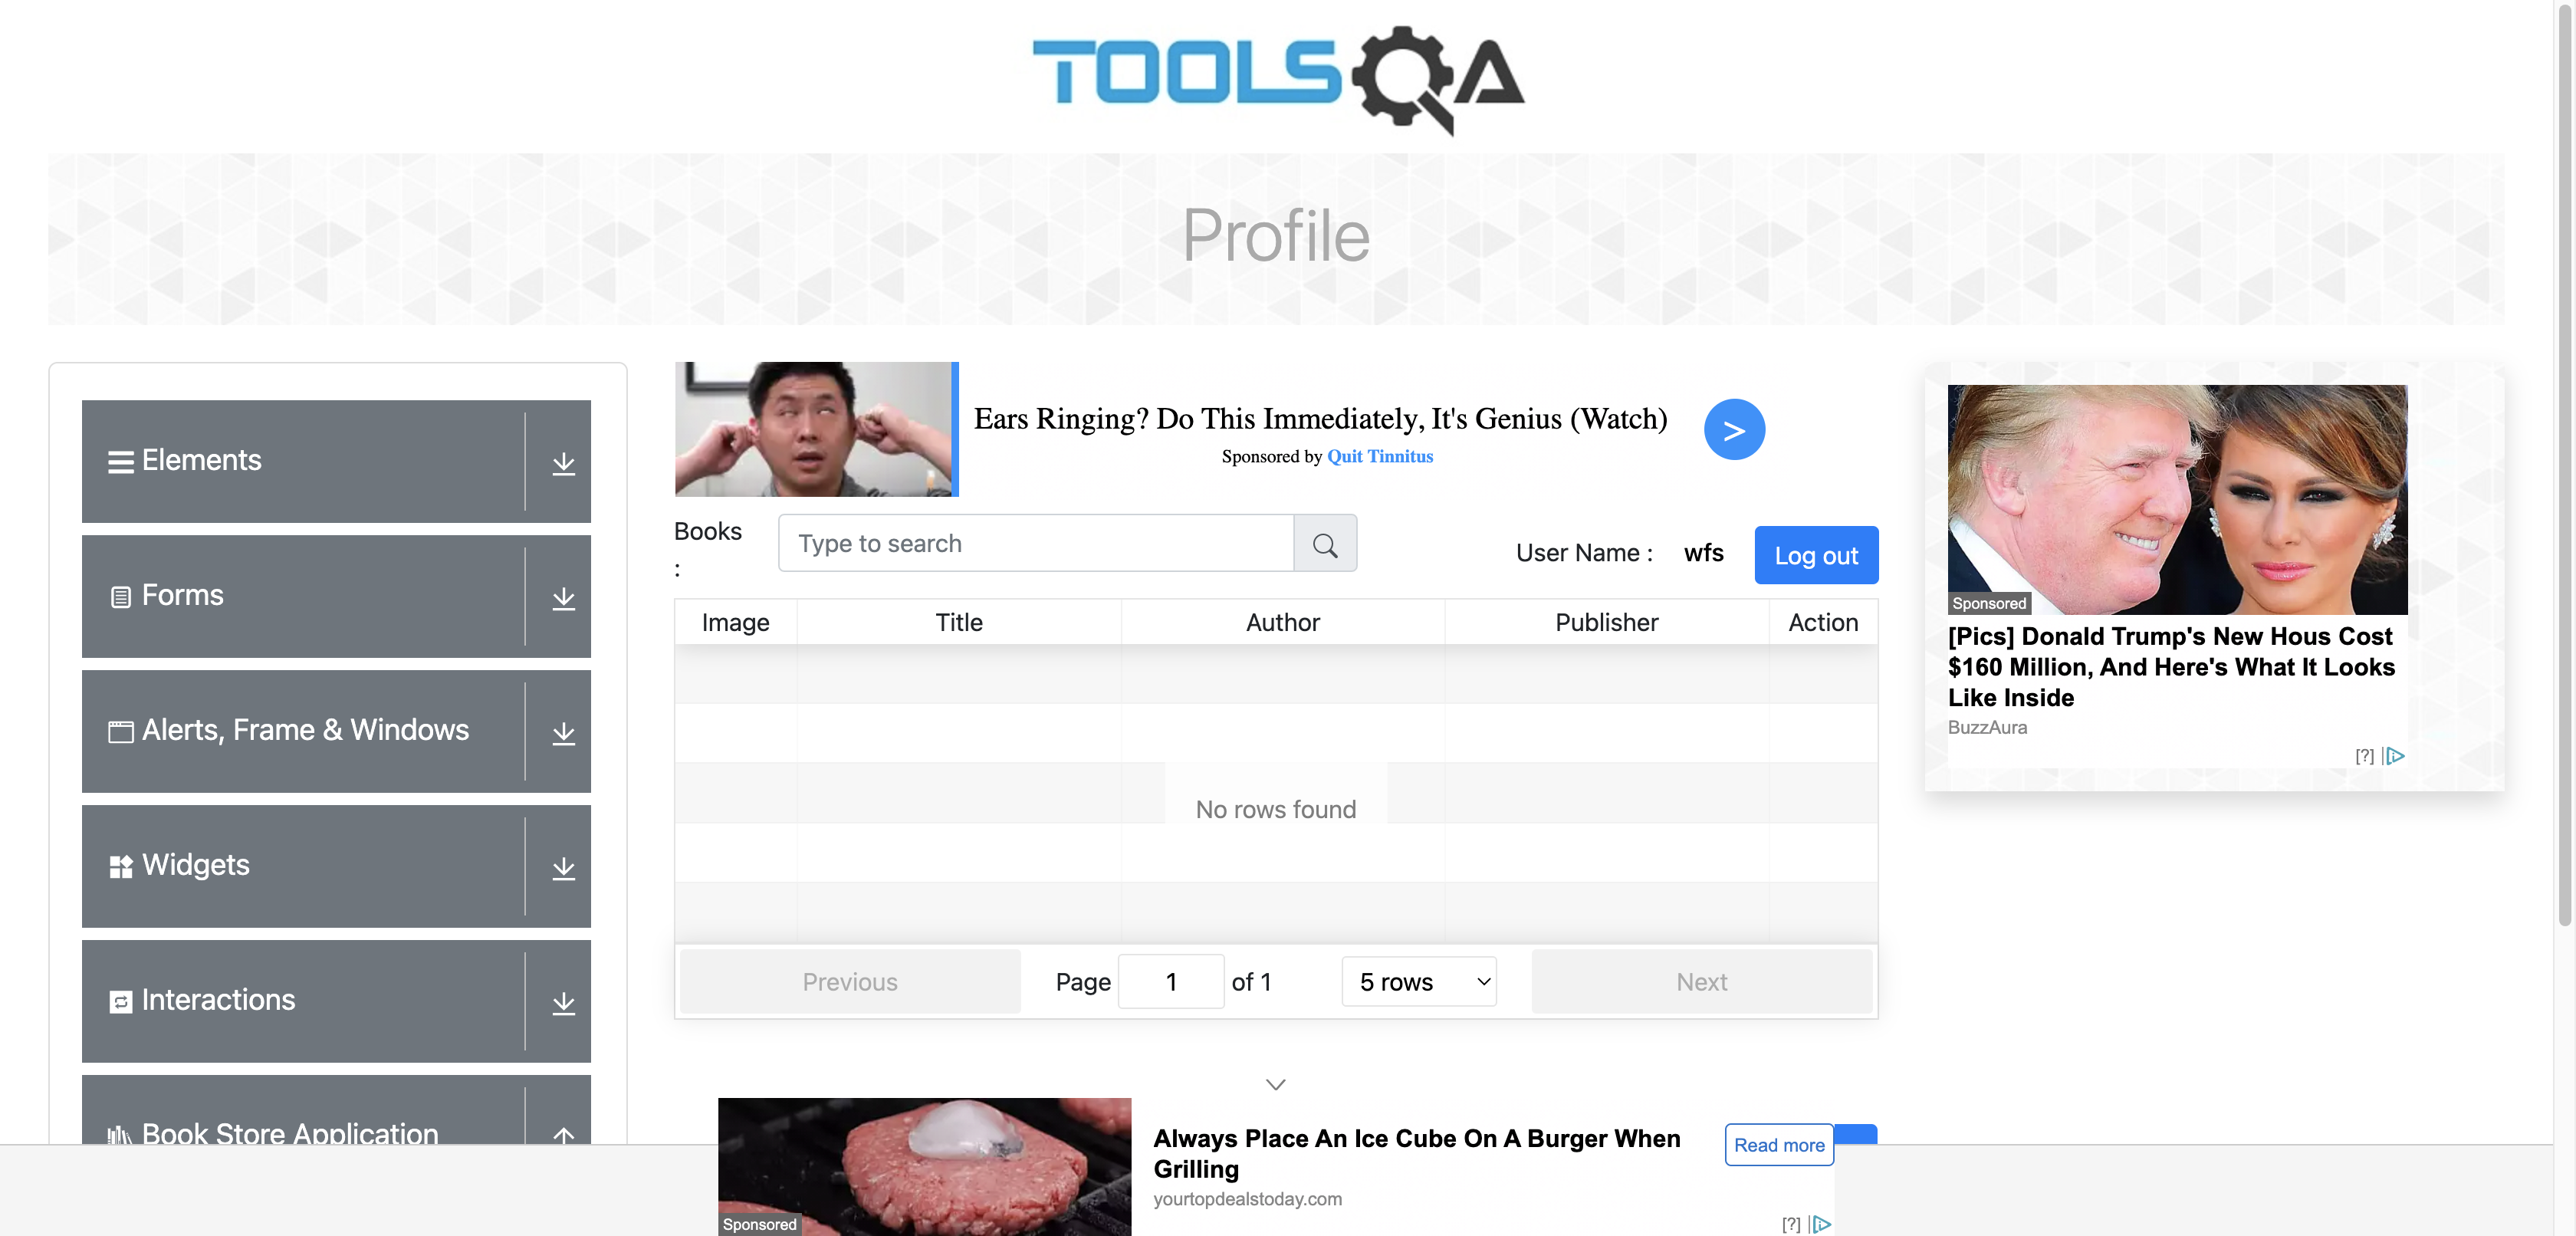 TOOLSQA
Profile
Elements
Forms
Alerts, Frame & Windows
Widgets
Interactions
Book Store Application
Ears Ringing? Do This Immediately, It's Genius (Watch)
Sponsored by Quit Tinnitus
>
Books
:
Type to search
User Name :
wfs
Log out
Image
Title
Author
Publisher
Action
No rows found
Previous
Page
1
of 1
5 rows
Next
Sponsored
[Pics] Donald Trump's New Hous Cost
$160 Million, And Here's What It Looks
Like Inside
BuzzAura
[?]
Sponsored
Always Place An Ice Cube On A Burger When
Grilling
yourtopdealstoday.com
Read more
[?]